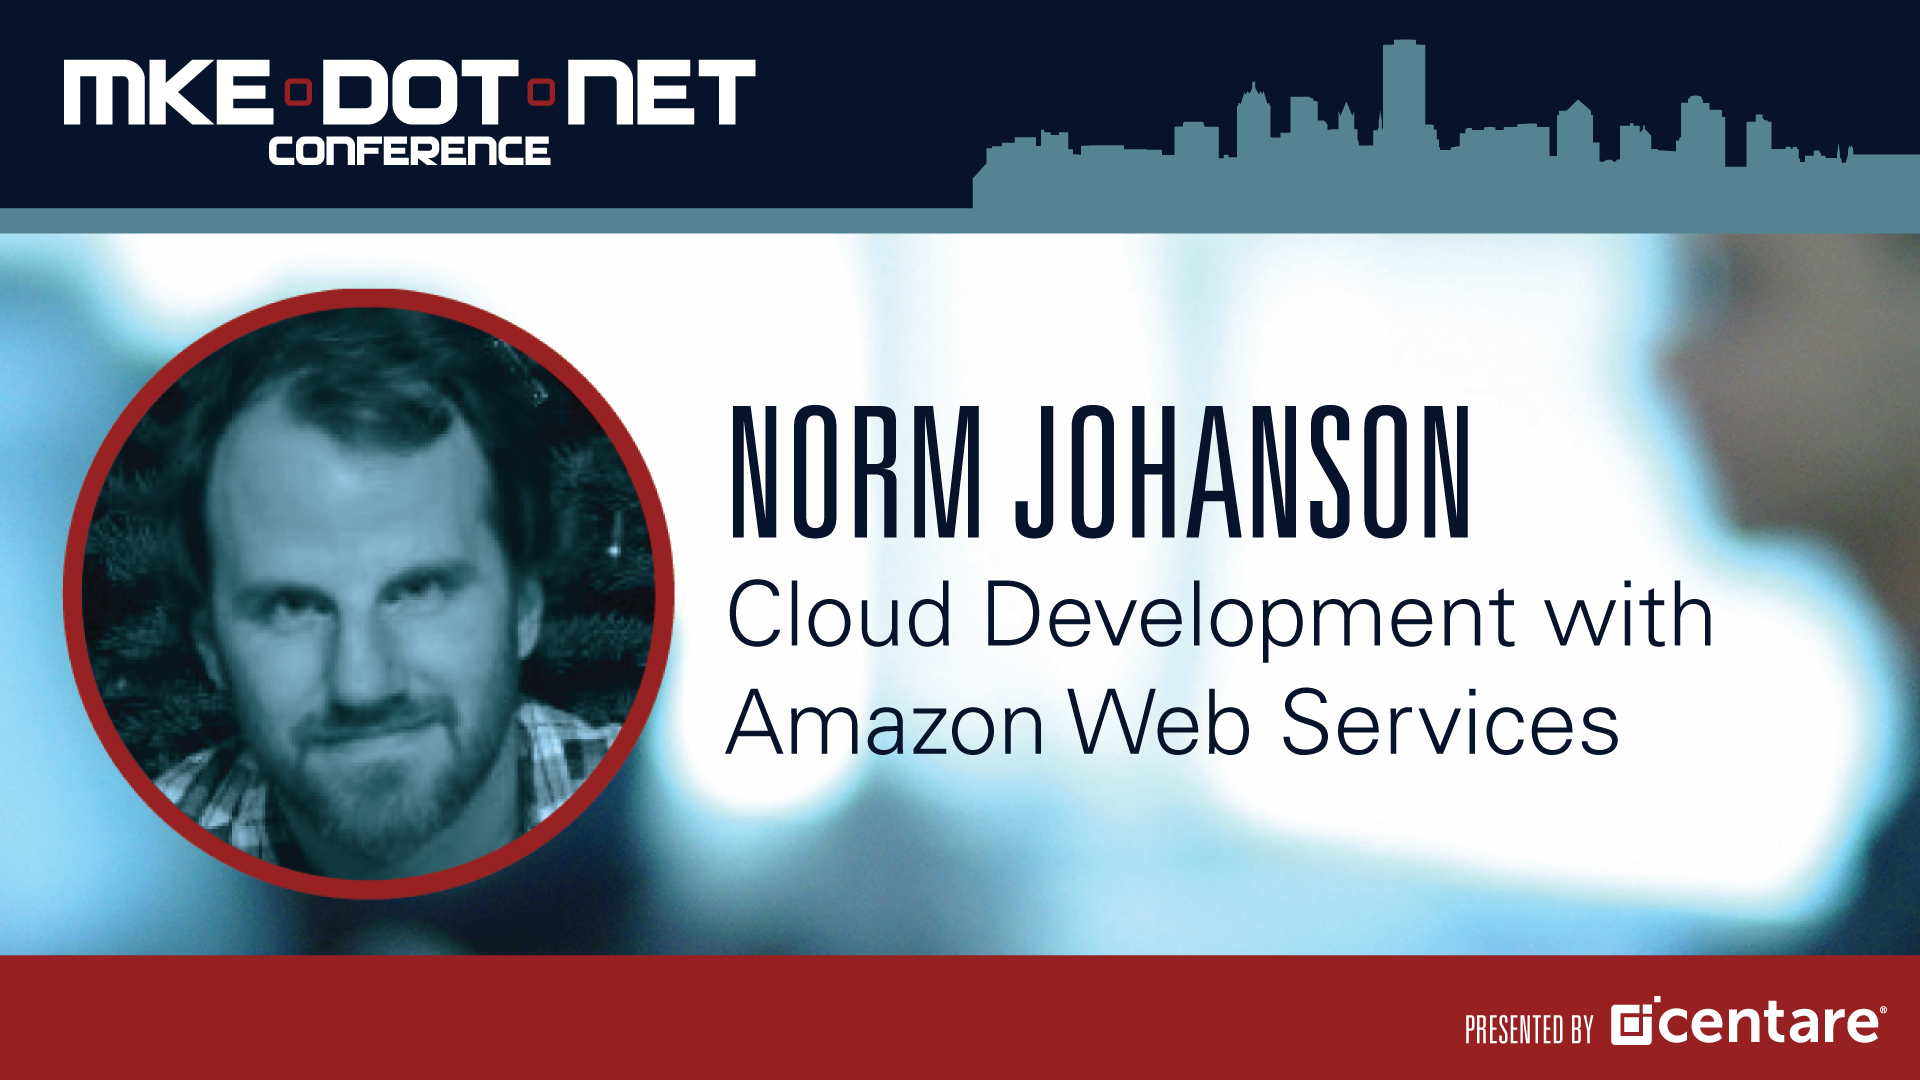 MKE▫DOT▫NET
CONFERENCE
NORM JOHANSON
Cloud Development with
Amazon Web Services
PRESENTED BY centare®